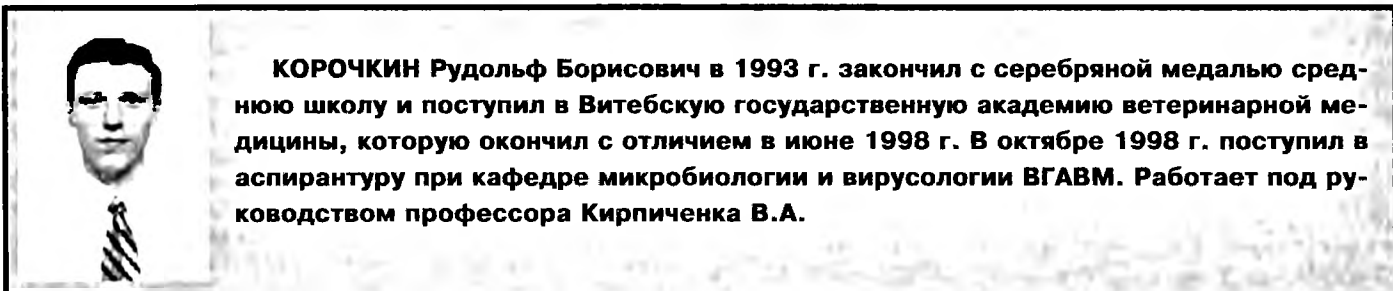 КОРОЧКИН Рудольф Борисович в 1993 г. закончил с серебряной медалью сред-
нюю школу и поступил в Витебскую государственную академию ветеринарной ме-
дицины, которую окончил с отличием в июне 1998 г. В октябре 1998 г. поступил в
аспирантуру при кафедре микробиологии и вирусологии ВГАВМ. Работает под ру-
ководством профессора Кирпиченка В.А.